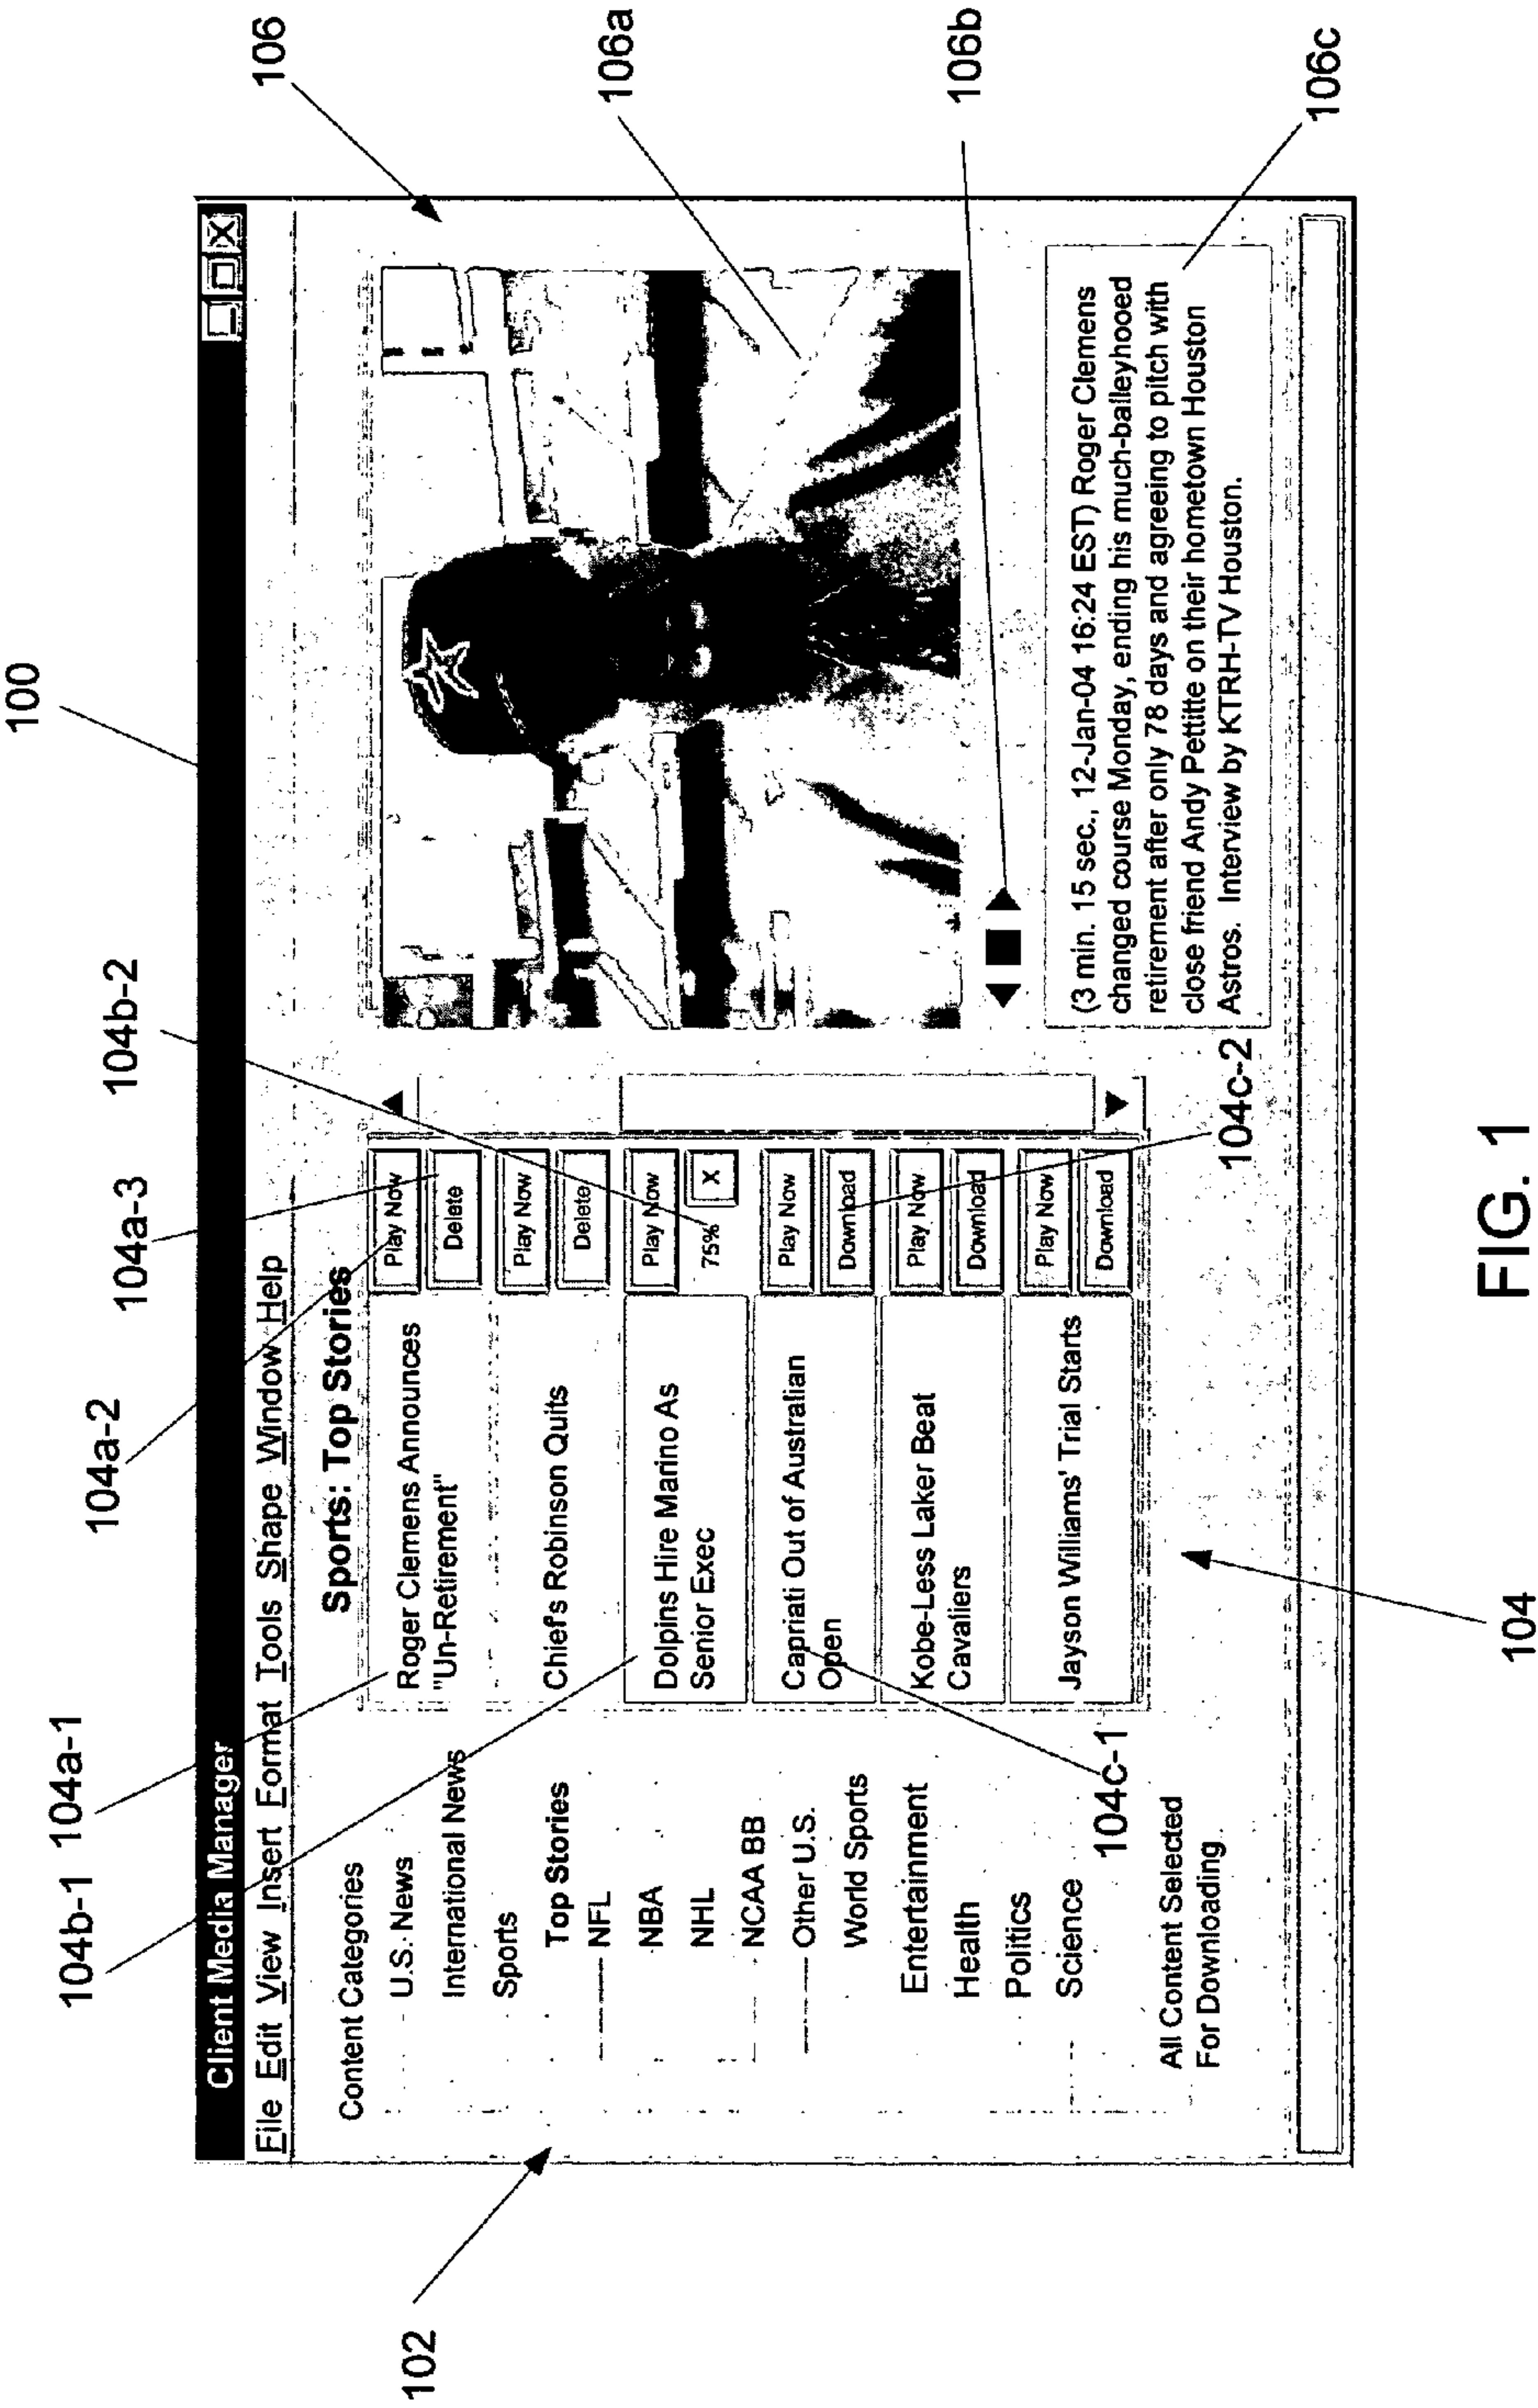 100
104b-1
104a-1
104a-2
104a-3
104b-2
106
106a
106b
106c
102
Client Media Manager
File Edit View Insert Format Tools Shape Window Help
Content Categories
U.S. News
International News
Sports
Top Stories
NFL
NBA
NHL
NCAA BB
Other U.S.
World Sports
Entertainment
Health
Politics
Science
All Content Selected
For Downloading
Sports: Top Stories
Roger Clemens Announces
"Un-Retirement"
Play Now
Delete
Chiefs Robinson Quits
Play Now
Delete
Dolpins Hire Marino As
Senior Exec
Play Now
75% X
Capriati Out of Australian
Open
Play Now
Download
Kobe-Less Laker Beat
Cavaliers
Play Now
Download
Jayson Williams' Trial Starts
Play Now
Download
(3 min. 15 sec., 12-Jan-04 16:24 EST) Roger Clemens
changed course Monday, ending his much-balleyhooed
retirement after only 78 days and agreeing to pitch with
close friend Andy Pettitte on their hometown Houston
Astros. Interview by KTRH-TV Houston.
104c-1
104c-2
104
FIG. 1